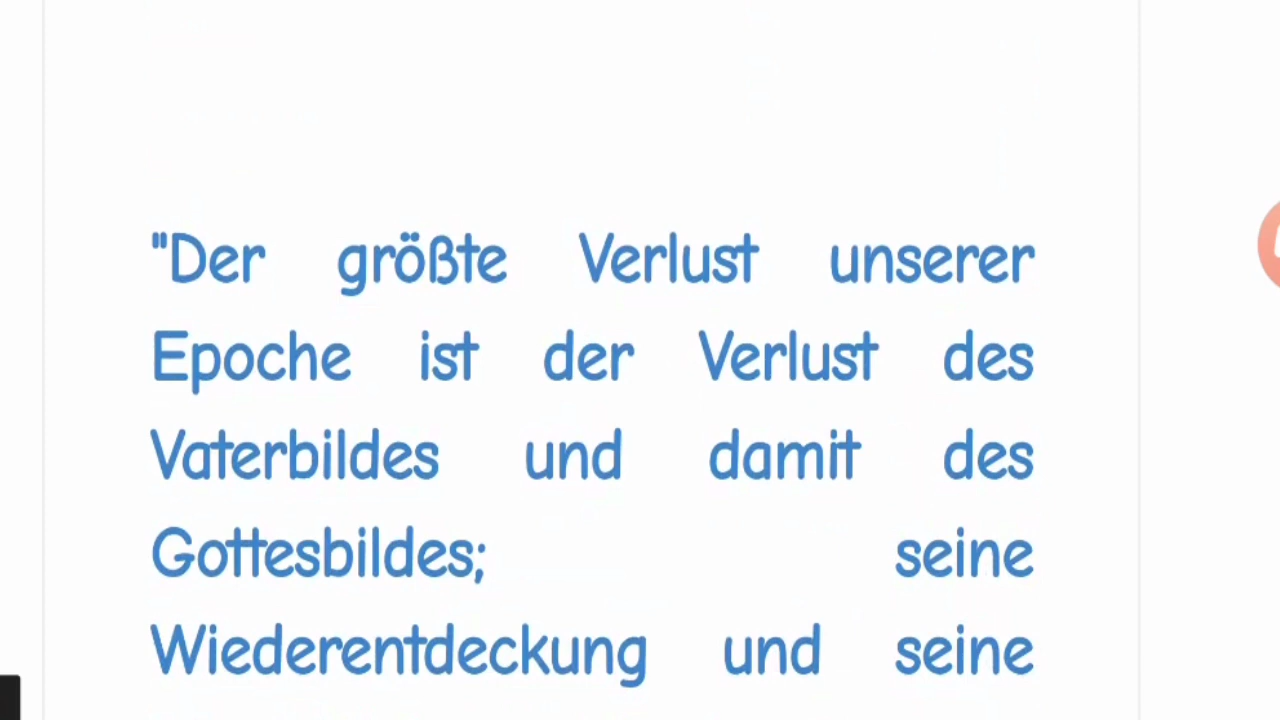 "Der größte Verlust unserer
Epoche ist der Verlust des
Vaterbildes und damit des
Gottesbildes; seine
Wiederentdeckung und seine